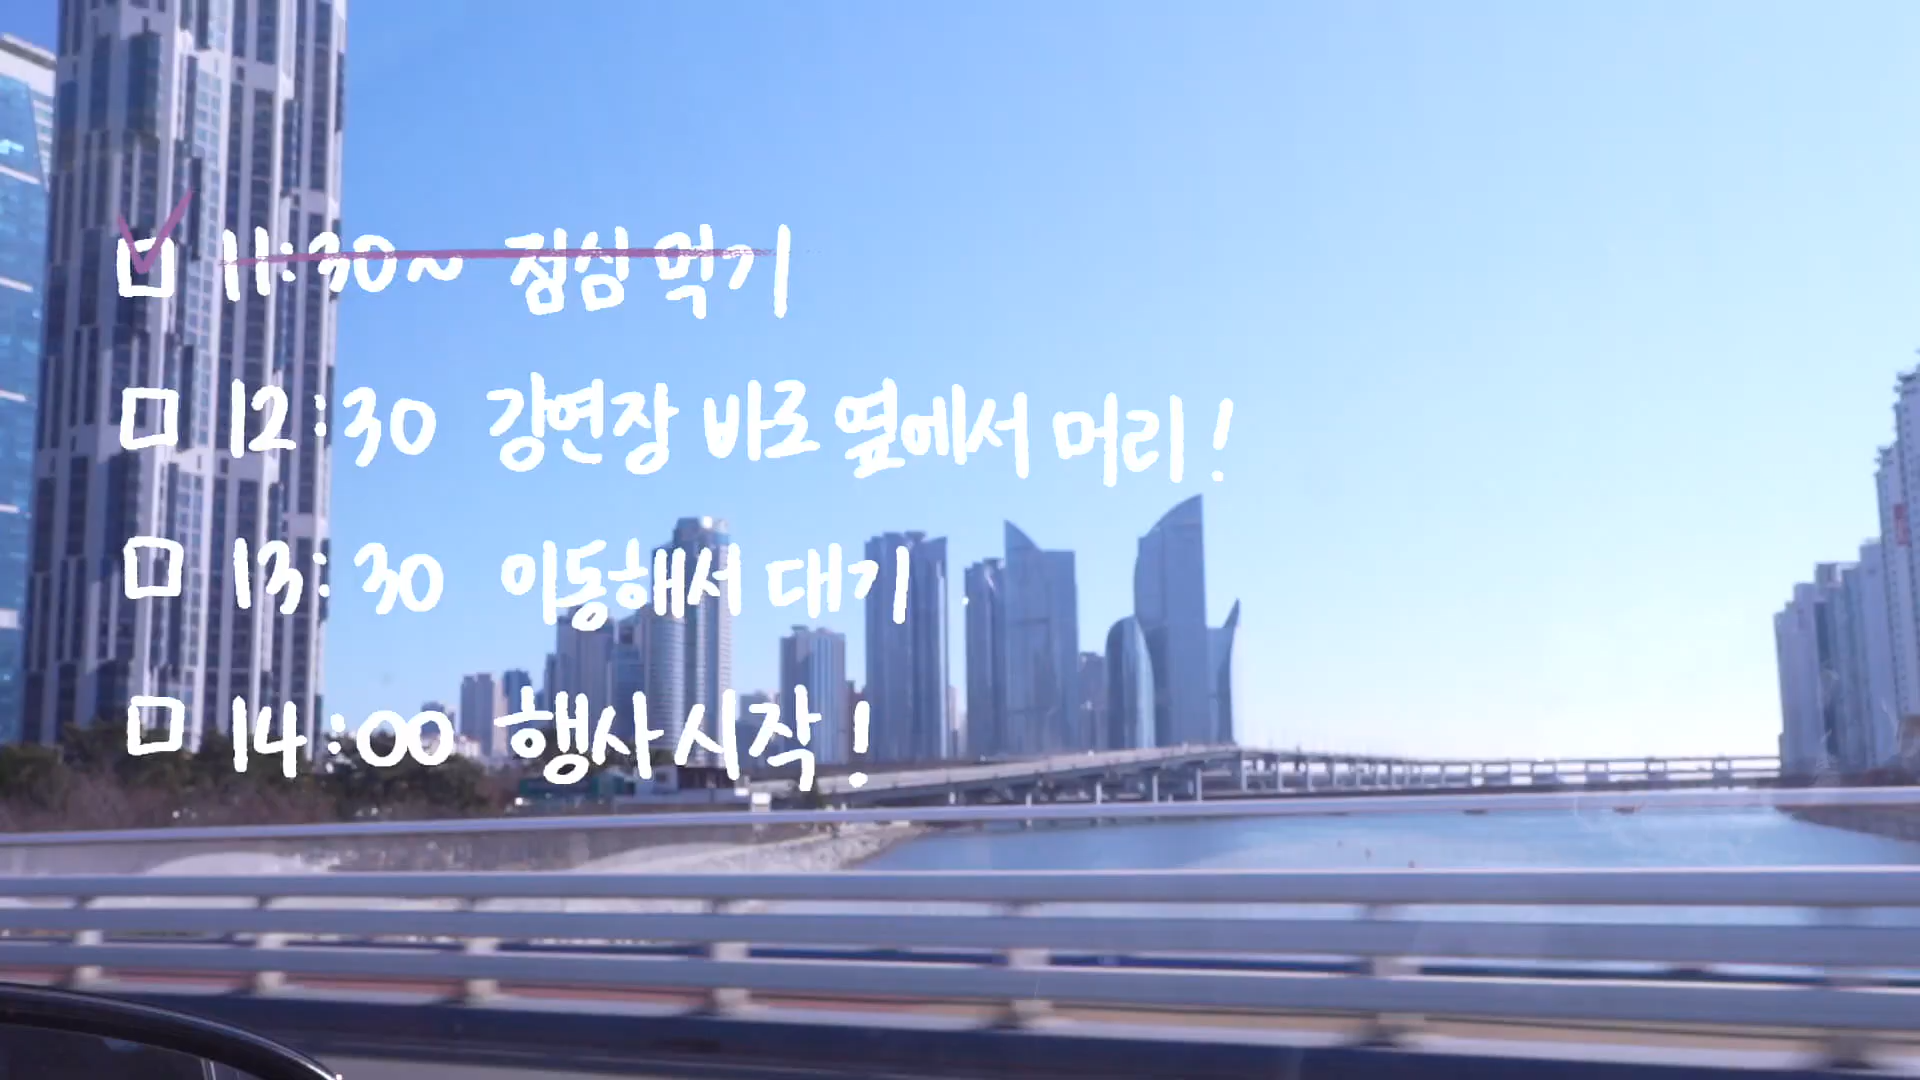 11:30~ 점심 먹기
12:30 강연장 바로 옆에서 머리!
13:30 이동해서 대기
14:00 행사 시작!